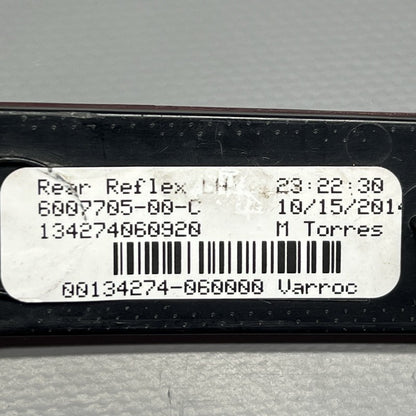 Rear Reflex LH 23:22:30
6007705-00-C 10/15/2014
134274060920 M Torres
00134274-060000 Varroc